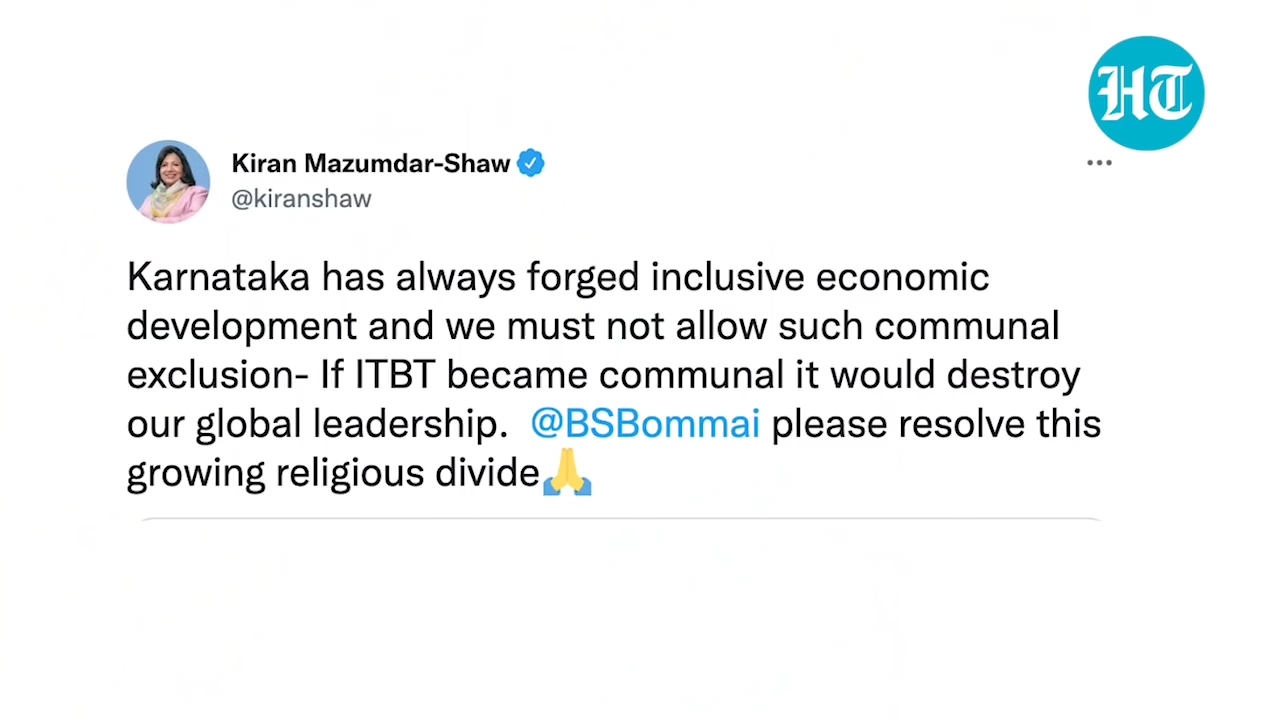 HT
Kiran Mazumdar-Shaw
@kiranshaw
Karnataka has always forged inclusive economic
development and we must not allow such communal
exclusion- If ITBT became communal it would destroy
our global leadership. @BSBommai please resolve this
growing religious divide🙏